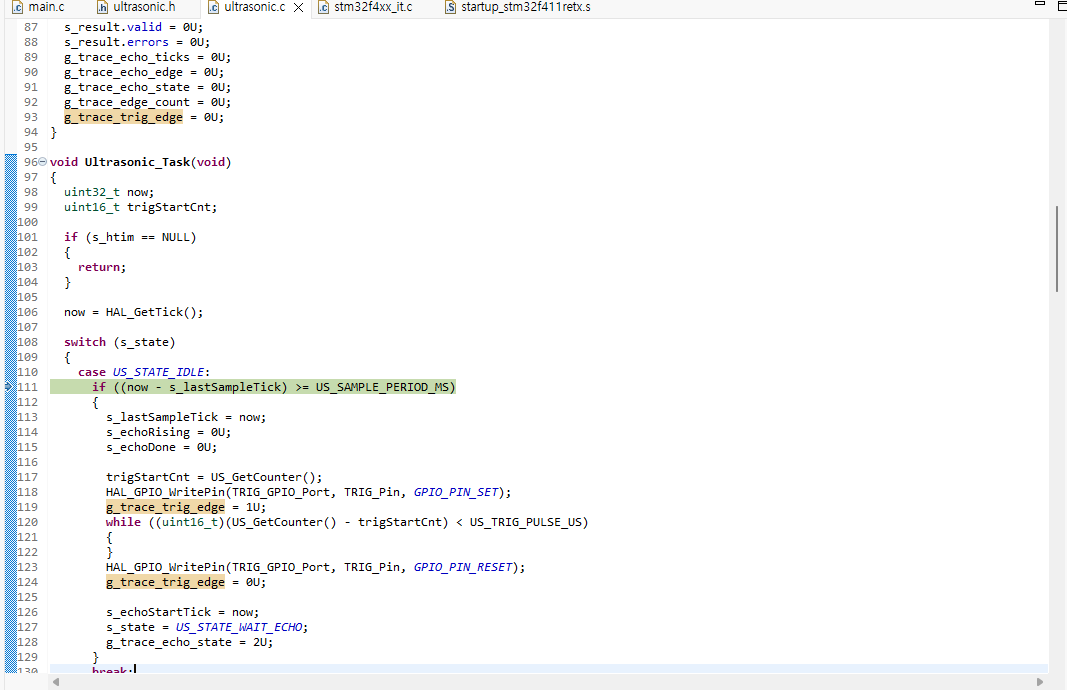 main.c ultrasonic.h ultrasonic.c stm32f4xx_it.c startup_stm32f411retx.s
87 s_result.valid = 0U;
88 s_result.errors = 0U;
89 g_trace_echo_ticks = 0U;
90 g_trace_echo_edge = 0U;
91 g_trace_echo_state = 0U;
92 g_trace_edge_count = 0U;
93 g_trace_trig_edge = 0U;
94 }
95
96 void Ultrasonic_Task(void)
97 {
98 uint32_t now;
99 uint16_t trigStartCnt;
100
101 if (s_htim == NULL)
102 {
103 return;
104 }
105
106 now = HAL_GetTick();
107
108 switch (s_state)
109 {
110 case US_STATE_IDLE:
111 if ((now - s_lastSampleTick) >= US_SAMPLE_PERIOD_MS)
112 {
113 s_lastSampleTick = now;
114 s_echoRising = 0U;
115 s_echoDone = 0U;
116
117 trigStartCnt = US_GetCounter();
118 HAL_GPIO_WritePin(TRIG_GPIO_Port, TRIG_Pin, GPIO_PIN_SET);
119 g_trace_trig_edge = 1U;
120 while ((uint16_t)(US_GetCounter() - trigStartCnt) < US_TRIG_PULSE_US)
121 {
122 }
123 HAL_GPIO_WritePin(TRIG_GPIO_Port, TRIG_Pin, GPIO_PIN_RESET);
124 g_trace_trig_edge = 0U;
125
126 s_echoStartTick = now;
127 s_state = US_STATE_WAIT_ECHO;
128 g_trace_echo_state = 2U;
129 }
130 break;